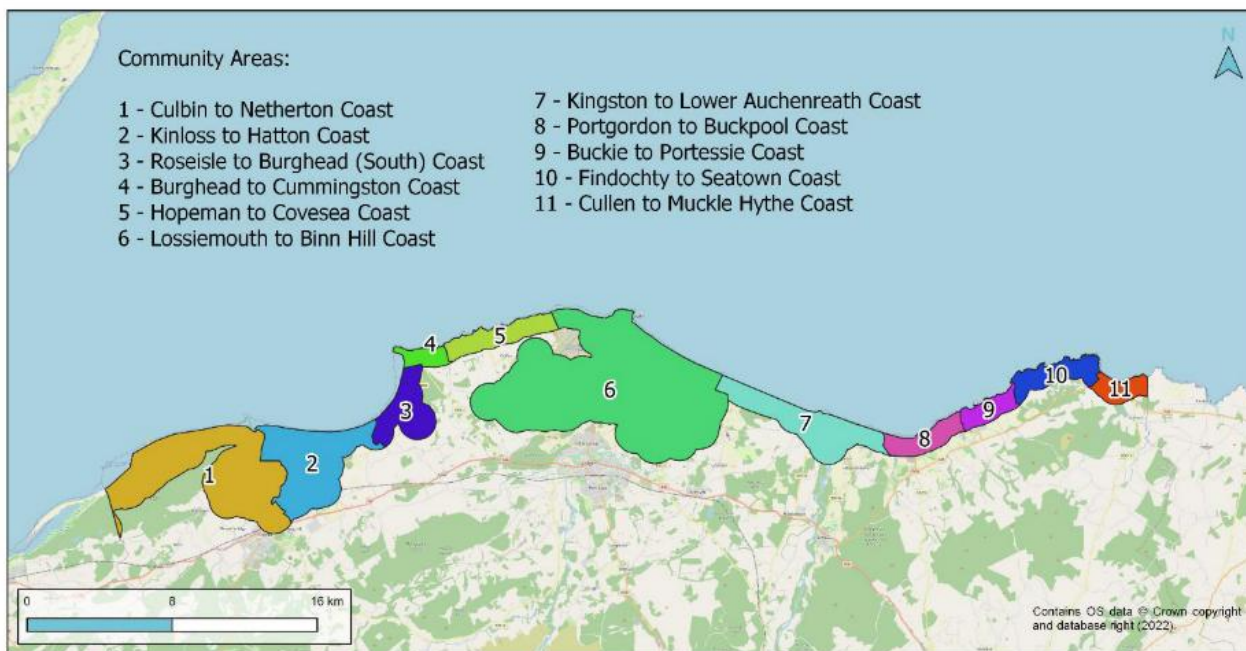 N
Community Areas:
1 - Culbin to Netherton Coast
2 - Kinloss to Hatton Coast
3 - Roseisle to Burghead (South) Coast
4 - Burghead to Cummingston Coast
5 - Hopeman to Covesea Coast
6 - Lossiemouth to Binn Hill Coast
7 - Kingston to Lower Auchenreath Coast
8 - Portgordon to Buckpool Coast
9 - Buckie to Portessie Coast
10 - Findochty to Seatown Coast
11 - Cullen to Muckle Hythe Coast
1
2
3
4
5
6
7
8
9
10
11
0 8 16 km
Contains OS data © Crown copyright
and database right (2022).